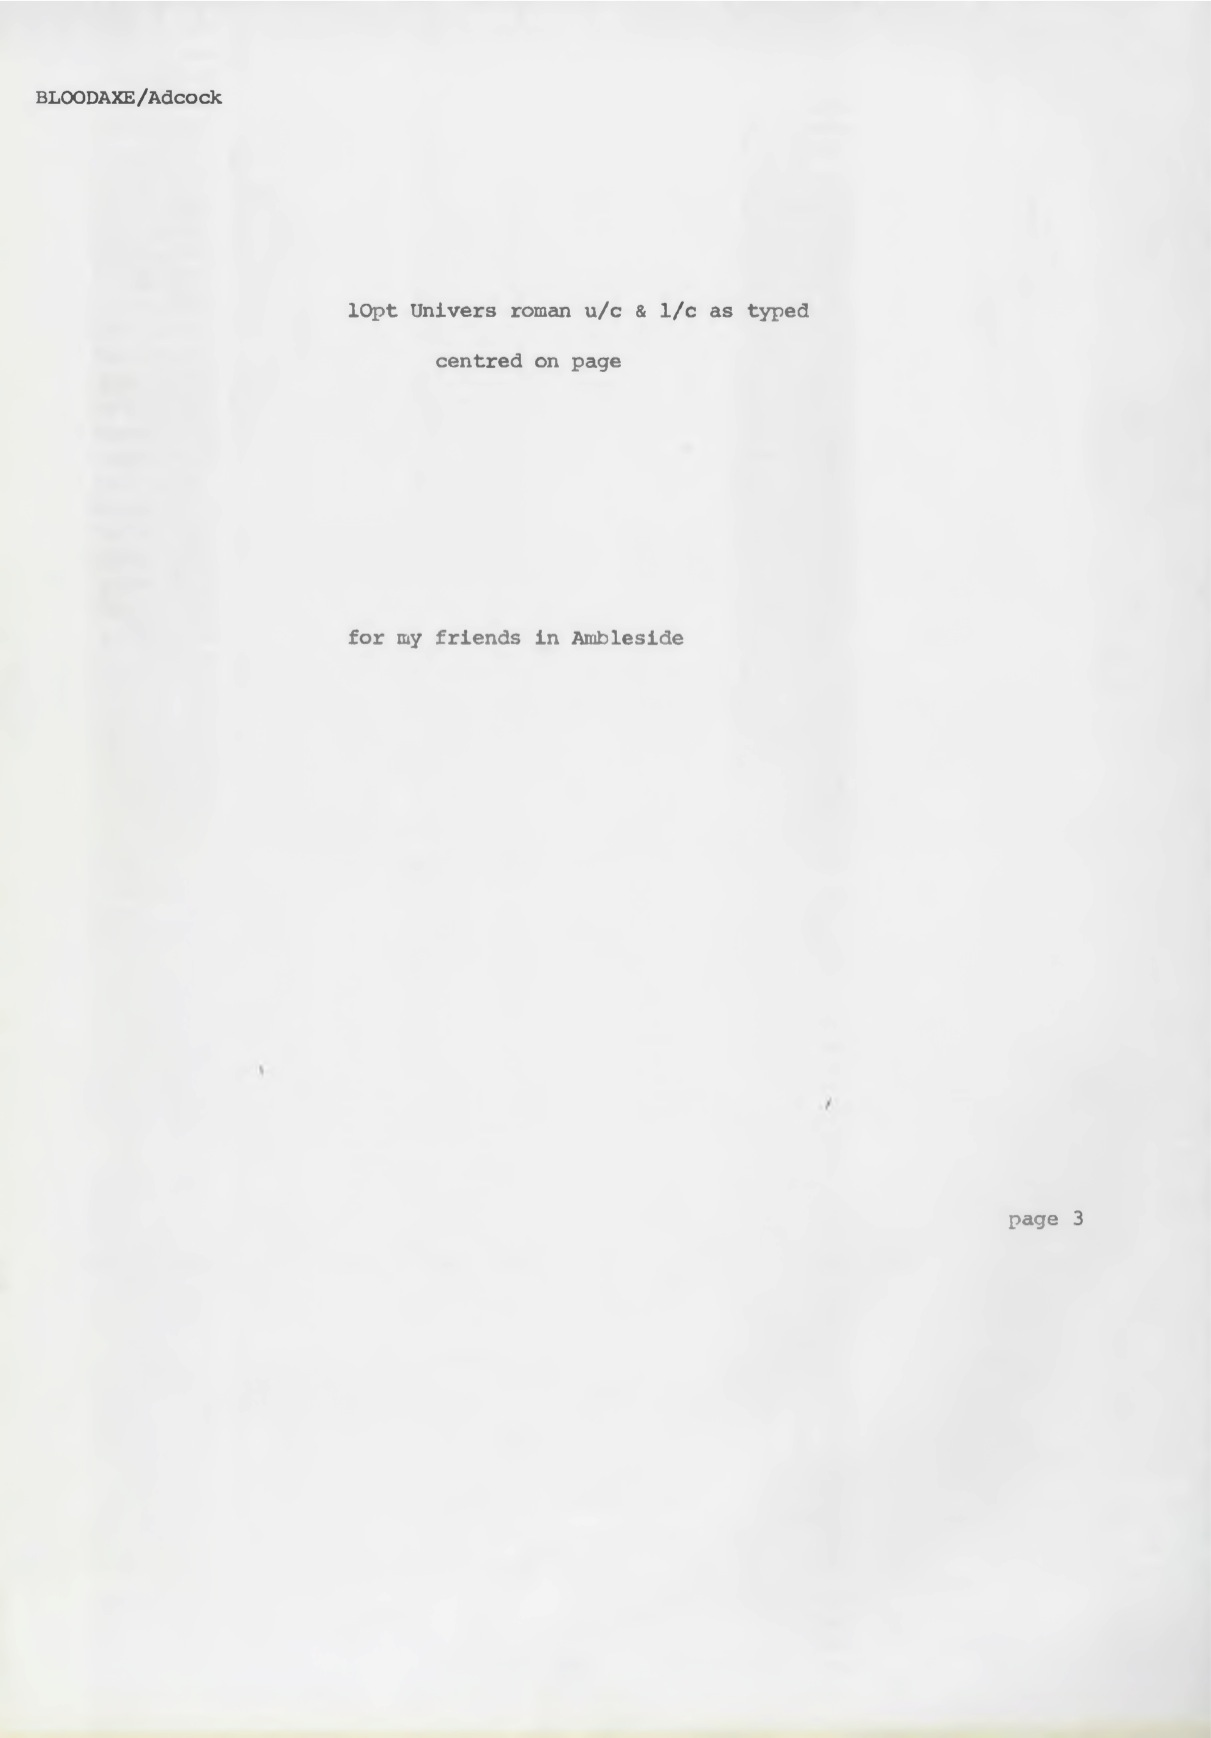 BLOODAXE/Adcock
10pt Univers roman u/c & l/c as typed
centred on page
for my friends in Ambleside
page 3